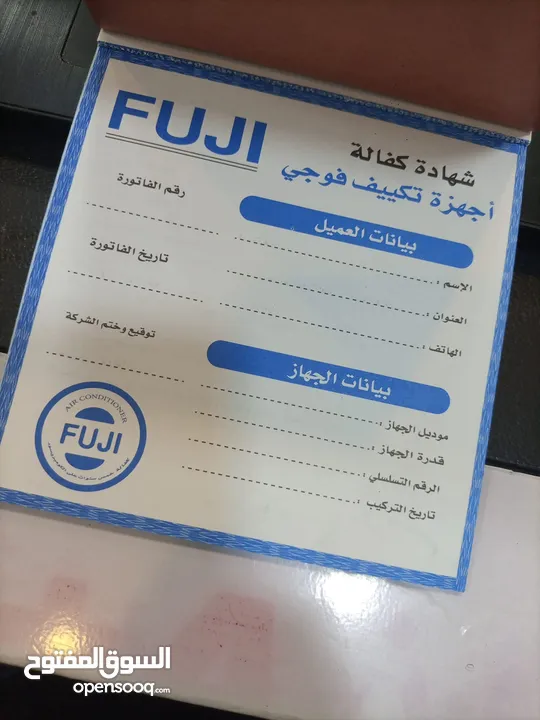 FUJI
شهادة كفالة
أجهزة تكييف فوجي
رقم الفاتورة
بيانات العميل
الإسم :
تاريخ الفاتورة
العنوان :
الهاتف :
توقيع وختم الشركة
بيانات الجهاز
موديل الجهاز :
قدرة الجهاز :
الرقم التسلسلي :
تاريخ التركيب :
AIR CONDITIONER
FUJI
السوق المفتوح
opensooq.com